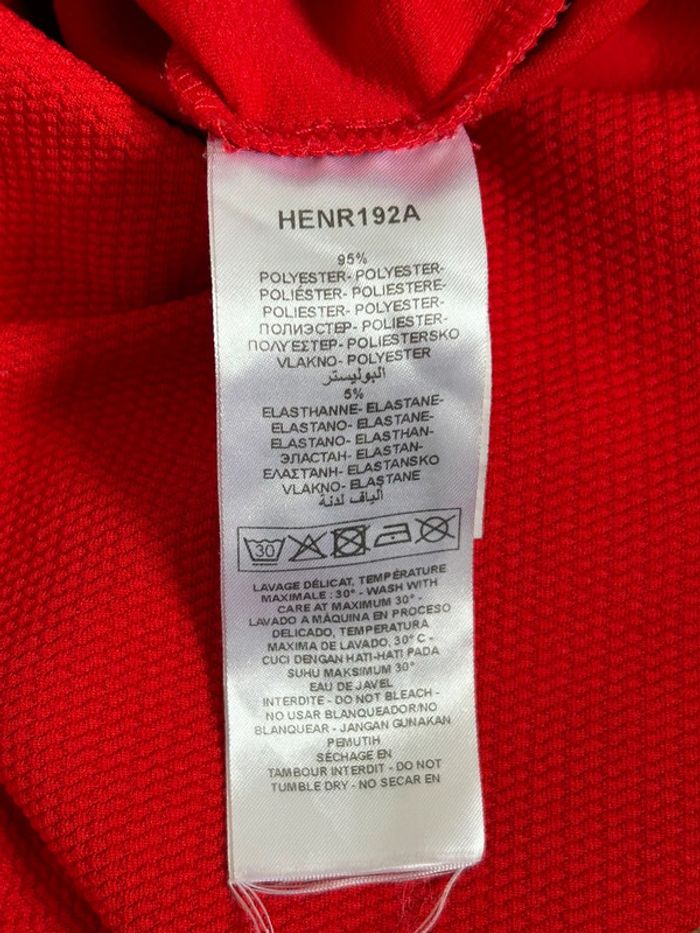 HENR192A
95%
POLYESTER- POLYESTER-
POLIÉSTER- POLIESTERE-
POLIESTER- POLYESTER-
ПОЛИЭСТЕР- POLIESTER-
ΠΟΛΥΕΣΤΕΡ- POLIESTERSKO
VLAKNO- POLYESTER
البوليستر
5%
ELASTHANNE- ELASTANE-
ELASTANO- ELASTANE-
ELASTANO- ELASTHAN-
ЭЛАСТАН- ELASTAN-
ΕΛΑΣΤΑΝΗ- ELASTANSKO
VLAKNO- ELASTANE
الياف لدنة
30
LAVAGE DÉLICAT, TEMPÉRATURE
MAXIMALE : 30° - WASH WITH
CARE AT MAXIMUM 30° -
LAVADO A MÁQUINA EN PROCESO
DELICADO, TEMPERATURA
MAXIMA DE LAVADO, 30°C -
CUCI DENGAN HATI-HATI PADA
SUHU MAKSIMUM 30°
EAU DE JAVEL
INTERDITE - DO NOT BLEACH -
NO USAR BLANQUEADOR/NO
BLANQUEAR - JANGAN GUNAKAN
PEMUTIH
SÉCHAGE EN
TAMBOUR INTERDIT - DO NOT
TUMBLE DRY - NO SECAR EN